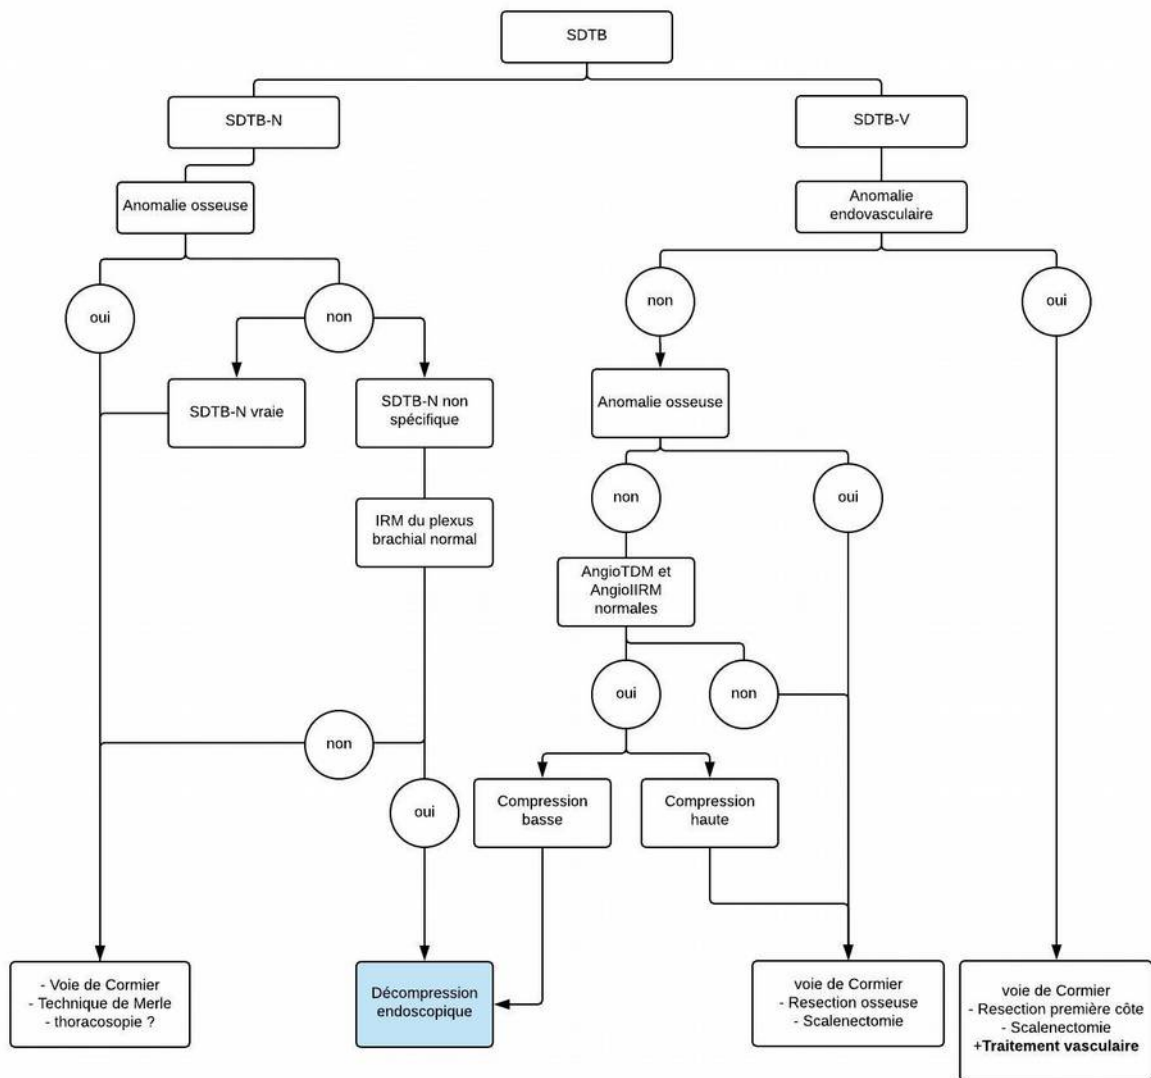 SDTB
SDTB-N
SDTB-V
Anomalie osseuse
Anomalie
endovasculaire
oui
non
non
oui
SDTB-N vraie
SDTB-N non
spécifique
Anomalie osseuse
IRM du plexus
brachial normal
non
oui
AngioTDM et
AngioIIRM
normales
oui
non
non
oui
Compression
basse
Compression
haute
- Voie de Cormier
- Technique de Merle
- thoracosopie ?
Décompression
endoscopique
voie de Cormier
- Resection osseuse
- Scalenectomie
voie de Cormier
- Resection première côte
- Scalenectomie
+Traitement vasculaire